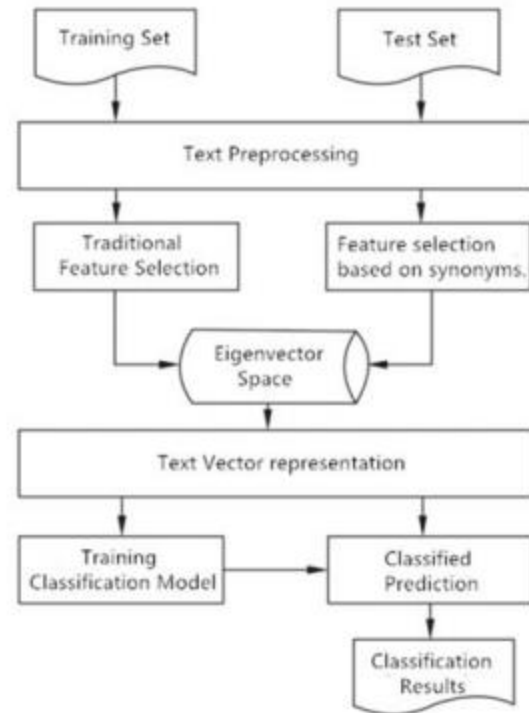 Training Set
Test Set
Text Preprocessing
Traditional
Feature Selection
Feature selection
based on synonyms.
Eigenvector
Space
Text Vector representation
Training
Classification Model
Classified
Prediction
Classification
Results